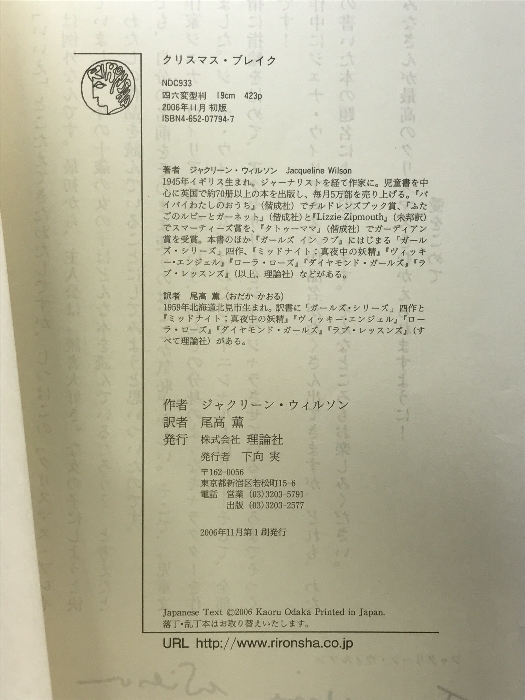 クリスマス・ブレイク
NDC933
四六変型判 19cm 423p
2006年11月 初版
ISBN4-652-07794-7
著者 ジャクリーン・ウィルソン Jacqueline Wilson
1945年イギリス生まれ。ジャーナリストを経て作家に。児童書を中
心に英国で約70冊以上の本を出版し、毎月5万部を売り上げる。『バ
イバイわたしのおうち』(偕成社)でチルドレンズブック賞、『ふた
ごのルビーとガーネット』(偕成社)と『Lizzie Zipmouth』(未邦訳)
でスマーティーズ賞を、『タトゥーママ』(偕成社)でガーディアン
賞を受賞。本書のほか『ガールズ イン ラブ』にはじまる「ガール
ズ・シリーズ」四作、『ミッドナイト:真夜中の妖精』『ヴィッキ
ー・エンジェル』『ローラ・ローズ』『ダイヤモンド・ガールズ』『ラ
ブ・レッスンズ』(以上、理論社)などがある。
訳者 尾高 薫(おだか かおる)
1959年北海道北見市生まれ。訳書に「ガールズ・シリーズ」四作と
『ミッドナイト:真夜中の妖精』『ヴィッキー・エンジェル』『ロー
ラ・ローズ』『ダイヤモンド・ガールズ』『ラブ・レッスンズ』(す
べて理論社)がある。
作者 ジャクリーン・ウィルソン
訳者 尾高 薫
発行 株式会社 理論社
発行者 下向 実
〒162-0056
東京都新宿区若松町15-6
電話 営業 (03)3203-5791
出版 (03)3203-2577
2006年11月第1刷発行
Japanese Text ©2006 Kaoru Odaka Printed in Japan.
落丁・乱丁本はお取り替えいたします。
URL http://www.rironsha.co.jp